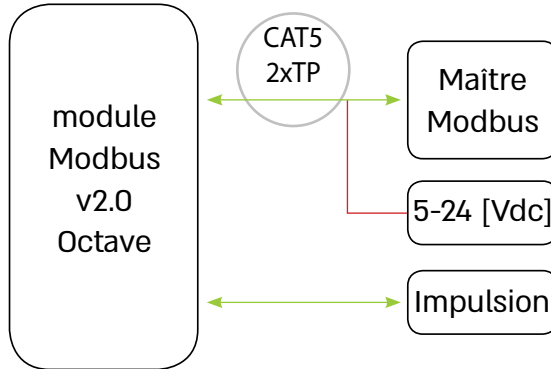 module
Modbus
v2.0
Octave
CAT5
2xTP
Maître
Modbus
5-24 [Vdc]
Impulsion